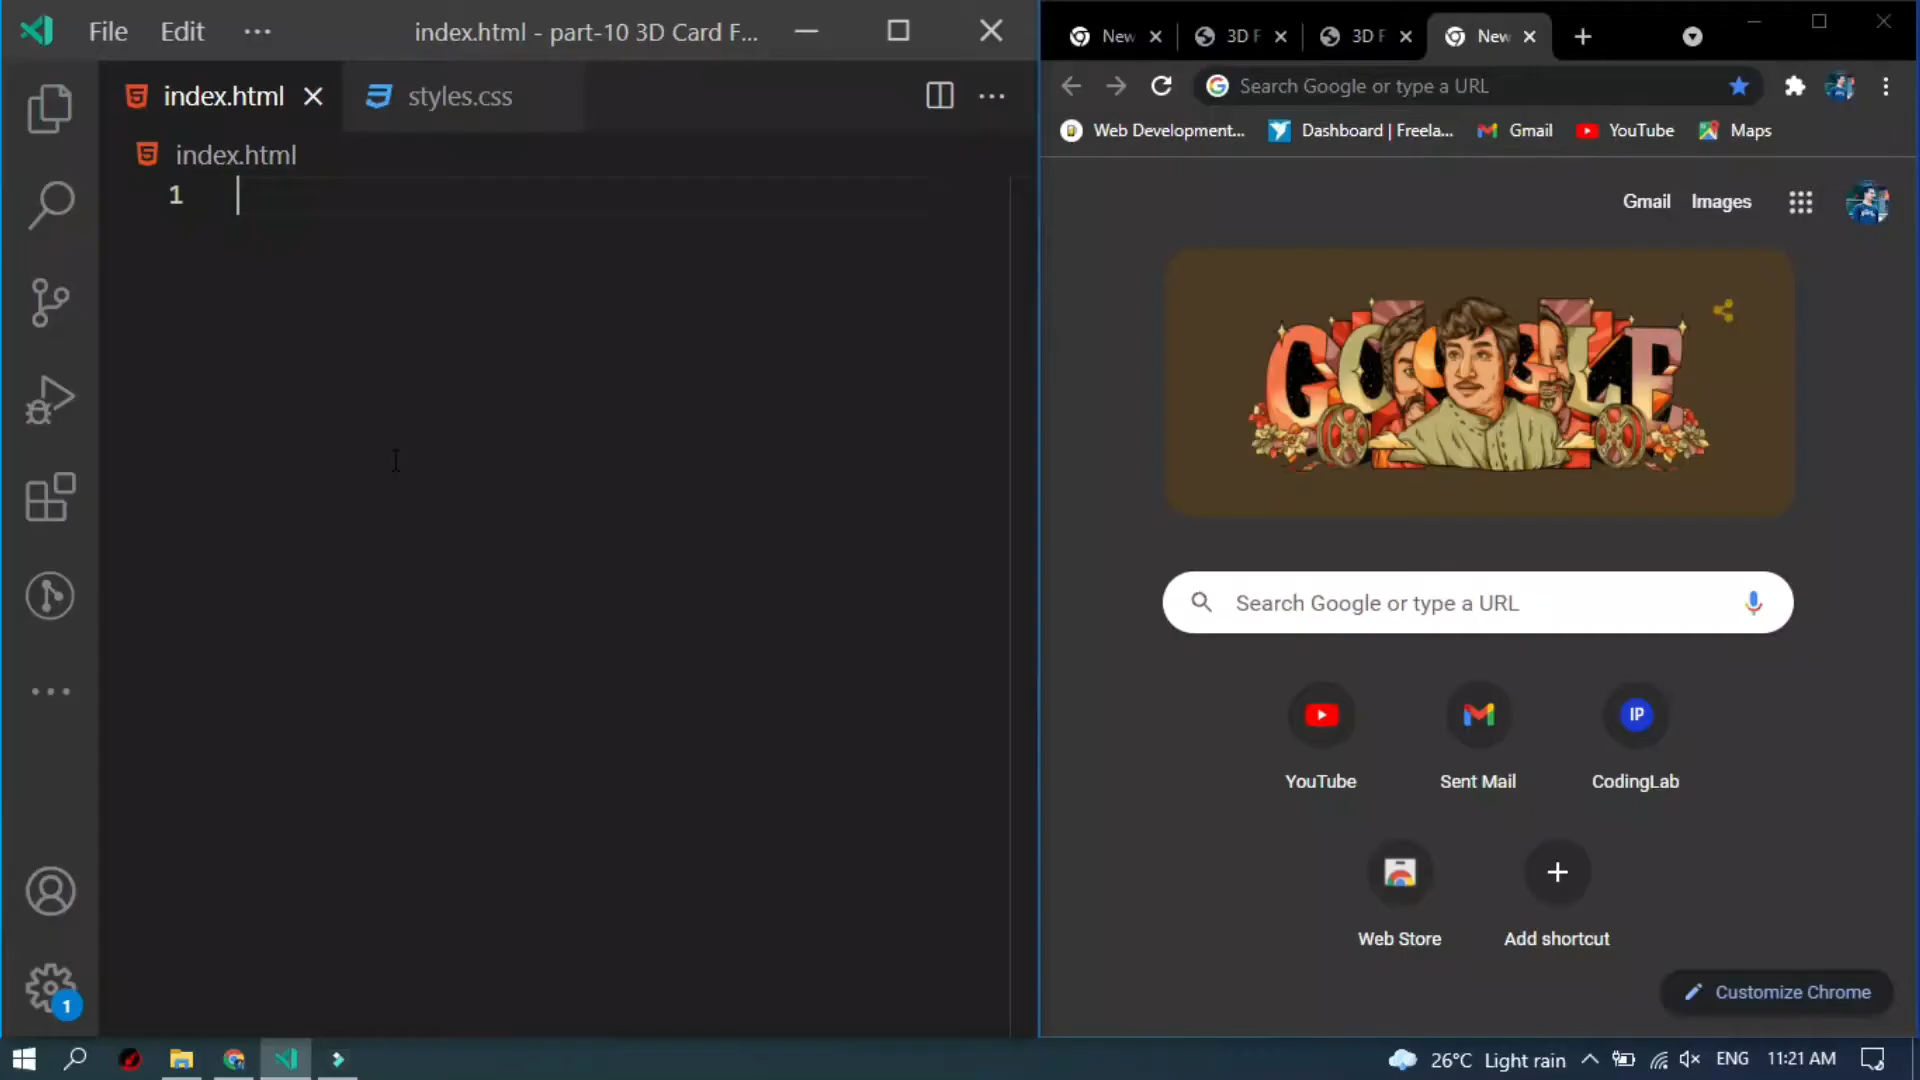 File Edit ··· index.html - part-10 3D Card F...
index.html
styles.css
index.html
1
New
3D F
3D F
New
Search Google or type a URL
Web Development...
Dashboard | Freela...
Gmail
YouTube
Maps
Gmail Images
GOOGLE
Search Google or type a URL
YouTube
Sent Mail
IP
CodingLab
Web Store
Add shortcut
Customize Chrome
1
26°C Light rain
ENG
11:21 AM